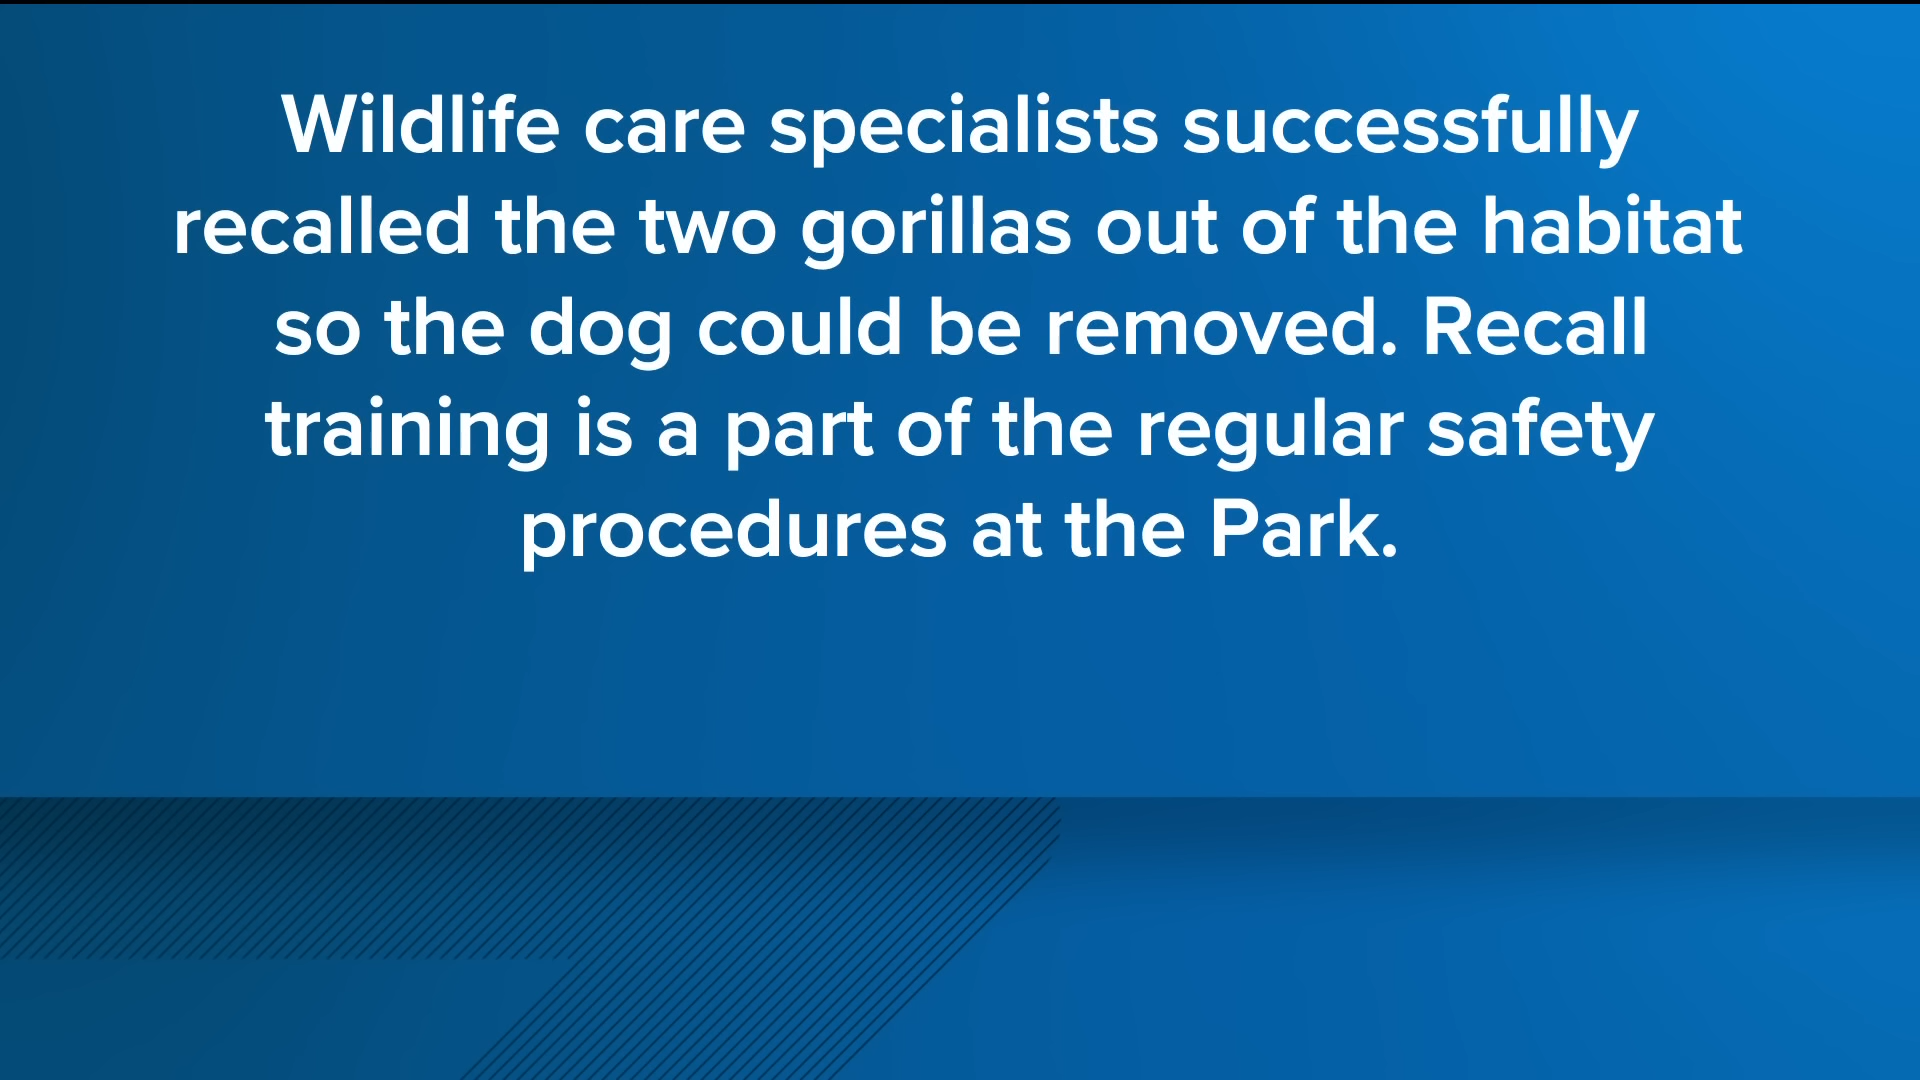 Wildlife care specialists successfully
recalled the two gorillas out of the habitat
so the dog could be removed. Recall
training is a part of the regular safety
procedures at the Park.